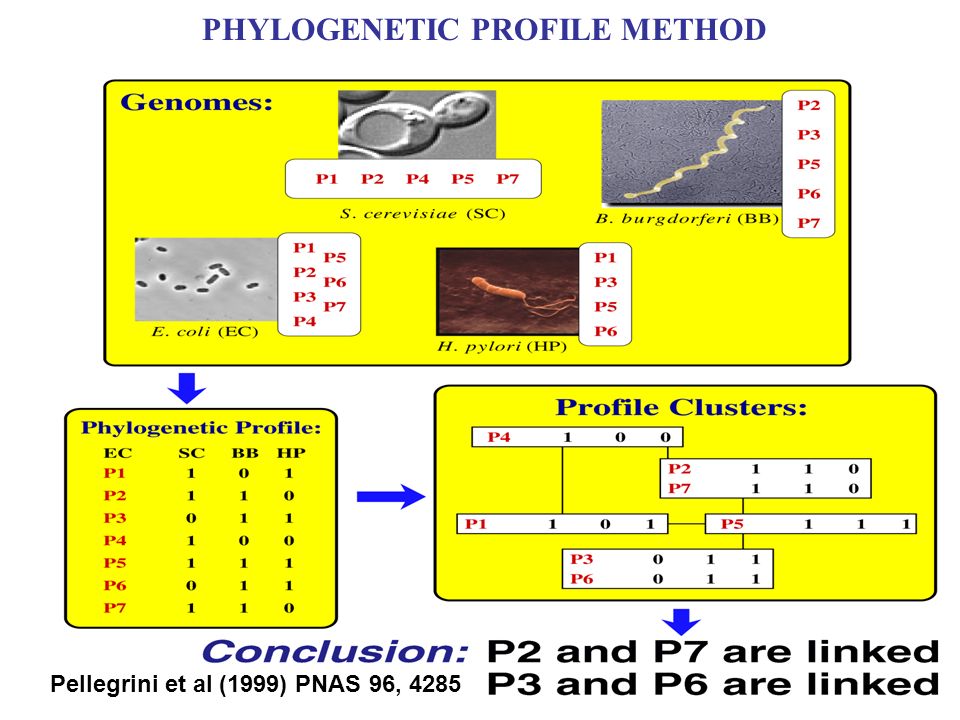 PHYLOGENETIC PROFILE METHOD
Genomes:
P1 P2 P4 P5 P7
S. cerevisiae (SC)
P2
P3
P5
P6
P7
B. burgdorferi (BB)
P1
P5
P2
P6
P3
P7
P4
E. coli (EC)
P1
P3
P5
P6
H. pylori (HP)
Phylogenetic Profile:
EC SC BB HP
P1 1 0 1
P2 1 1 0
P3 0 1 1
P4 1 0 0
P5 1 1 1
P6 0 1 1
P7 1 1 0
Profile Clusters:
P4 1 0 0
P2 1 1 0
P7 1 1 0
P1 1 0 1
P5 1 1 1
P3 0 1 1
P6 0 1 1
Conclusion: P2 and P7 are linked
P3 and P6 are linked
Pellegrini et al (1999) PNAS 96, 4285